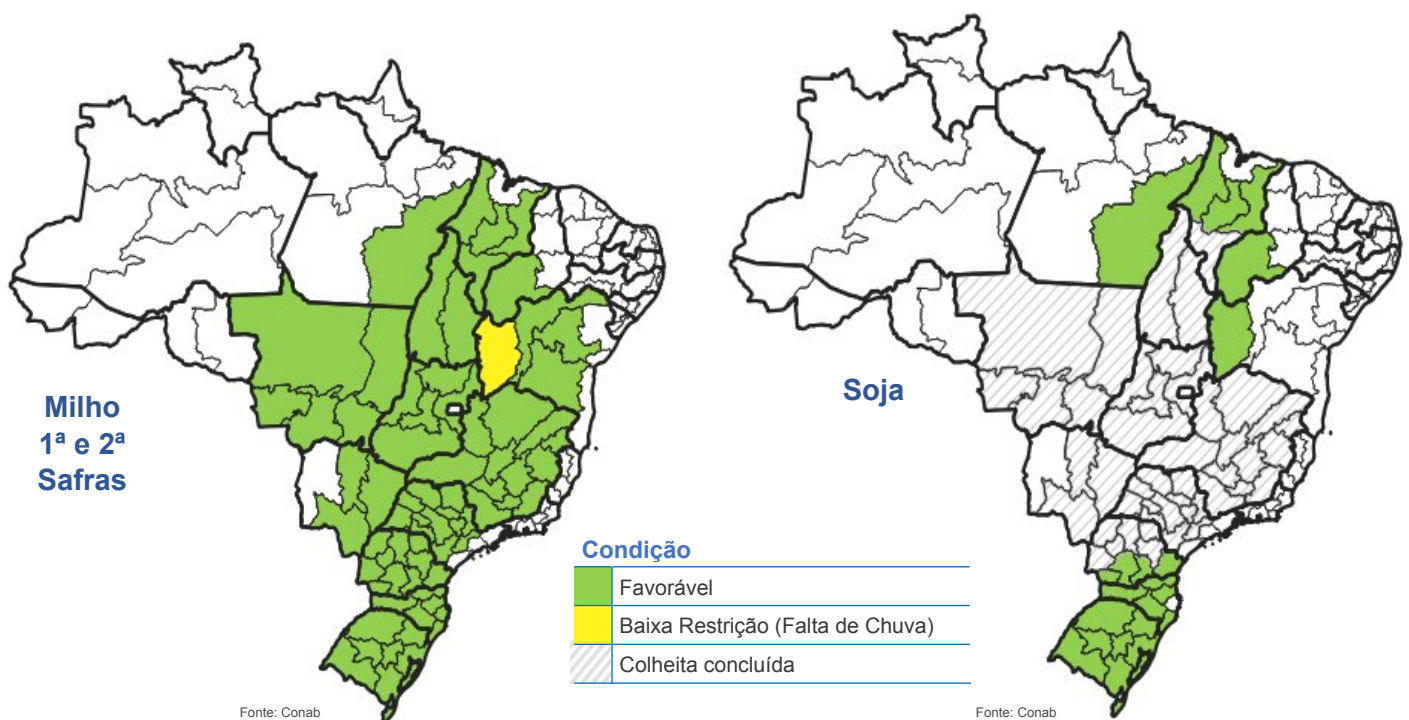 Milho
1ª e 2ª
Safras
Soja
Condição
Favorável
Baixa Restrição (Falta de Chuva)
Colheita concluída
Fonte: Conab
Fonte: Conab